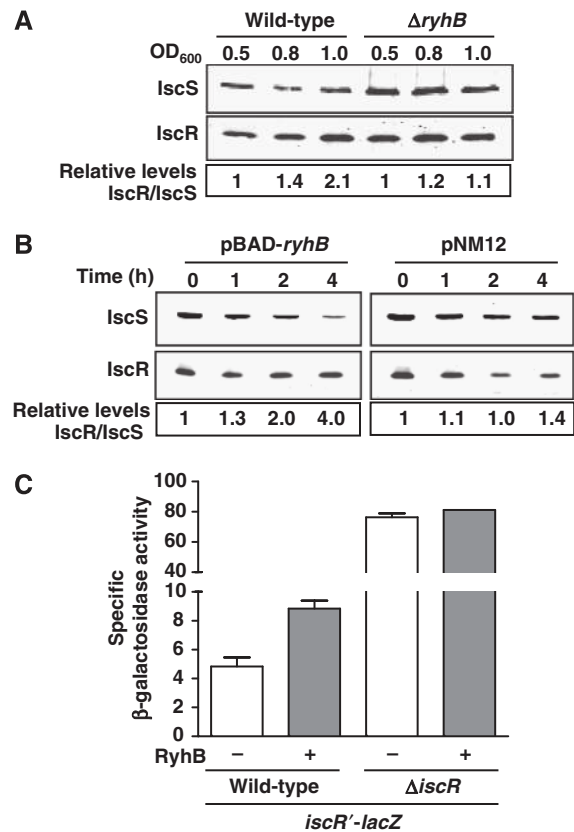 A
Wild-type ΔryhB
OD600 0.5 0.8 1.0 0.5 0.8 1.0
IscS
IscR
Relative levels
IscR/IscS 1 1.4 2.1 1 1.2 1.1
B
pBAD-ryhB pNM12
Time (h) 0 1 2 4 0 1 2 4
IscS
IscR
Relative levels
IscR/IscS 1 1.3 2.0 4.0 1 1.1 1.0 1.4
C
Specific
β-galactosidase activity
100
80
60
40
10
8
6
4
2
0
RyhB − + − +
Wild-type ΔiscR
iscR′-lacZ